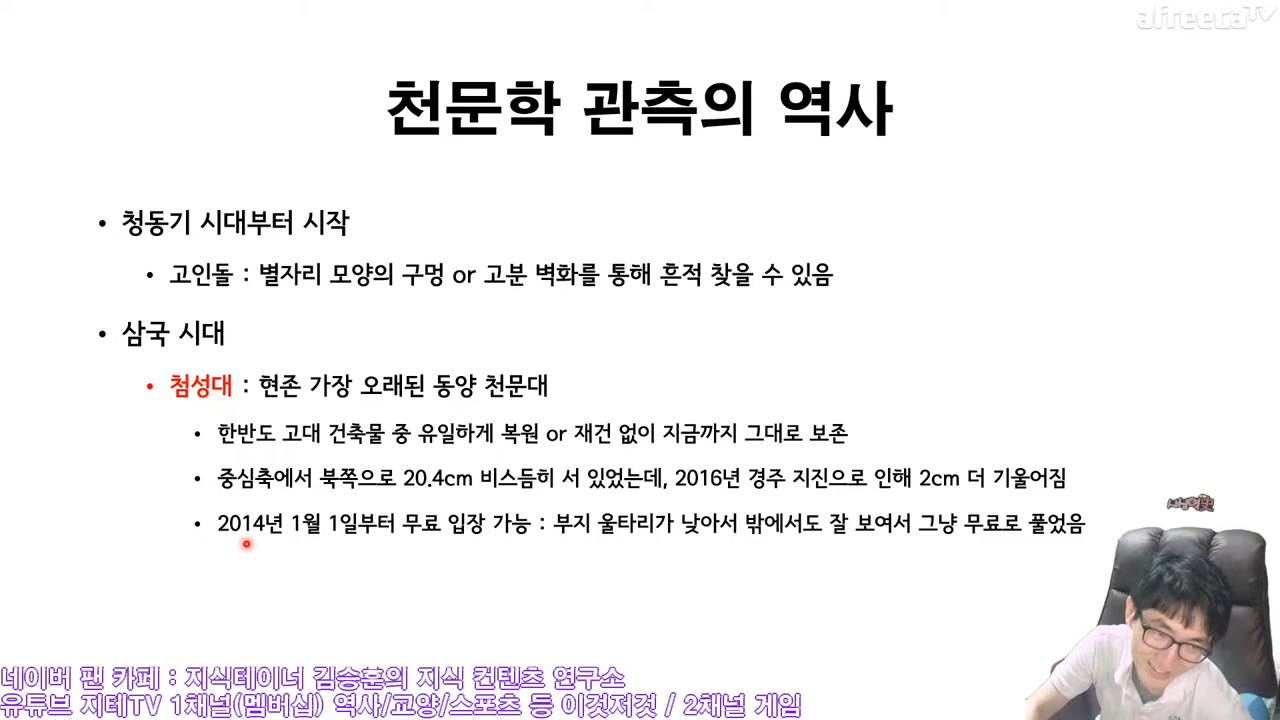 afreecaTV
천문학 관측의 역사
• 청동기 시대부터 시작
• 고인돌 : 별자리 모양의 구멍 or 고분 벽화를 통해 흔적 찾을 수 있음
• 삼국 시대
• 첨성대 : 현존 가장 오래된 동양 천문대
• 한반도 고대 건축물 중 유일하게 복원 or 재건 없이 지금까지 그대로 보존
• 중심축에서 북쪽으로 20.4cm 비스듬히 서 있었는데, 2016년 경주 지진으로 인해 2cm 더 기울어짐
• 2014년 1월 1일부터 무료 입장 가능 : 부지 울타리가 낮아서 밖에서도 잘 보여서 그냥 무료로 풀었음
네이버 팬 카페 : 지식테이너 김승훈의 지식 컨텐츠 연구소
유튜브 지테TV 1채널(멤버십) 역사/교양/스포츠 등 이것저것 / 2채널 게임